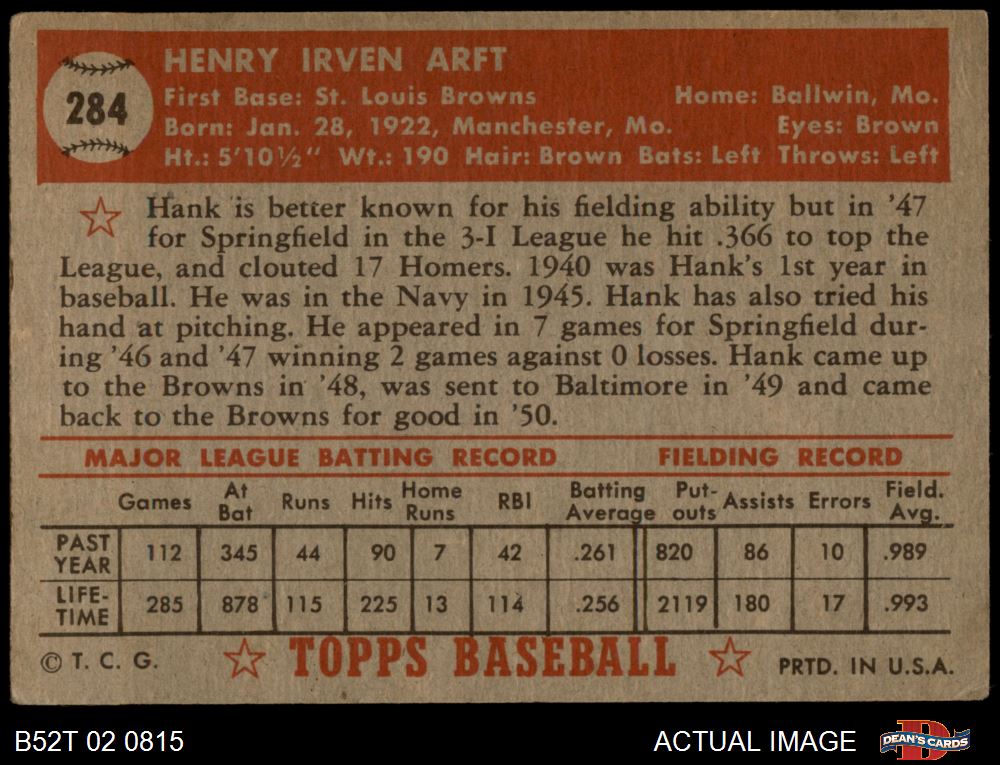 284
HENRY IRVEN ARFT
First Base: St. Louis Browns Home: Ballwin, Mo.
Born: Jan. 28, 1922, Manchester, Mo. Eyes: Brown
Ht.: 5'10½" Wt.: 190 Hair: Brown Bats: Left Throws: Left
Hank is better known for his fielding ability but in '47
for Springfield in the 3-I League he hit .366 to top the
League, and clouted 17 Homers. 1940 was Hank's 1st year in
baseball. He was in the Navy in 1945. Hank has also tried his
hand at pitching. He appeared in 7 games for Springfield dur-
ing '46 and '47 winning 2 games against 0 losses. Hank came up
to the Browns in '48, was sent to Baltimore in '49 and came
back to the Browns for good in '50.
MAJOR LEAGUE BATTING RECORD FIELDING RECORD
Games At Bat Runs Hits Home Runs RBI Batting Average Put-outs Assists Errors Field. Avg.
PAST YEAR 112 345 44 90 7 42 .261 820 86 10 .989
LIFE-TIME 285 878 115 225 13 114 .256 2119 180 17 .993
© T. C. G. TOPPS BASEBALL PRTD. IN U.S.A.
B52T 02 0815 ACTUAL IMAGE D DEAN'S CARDS